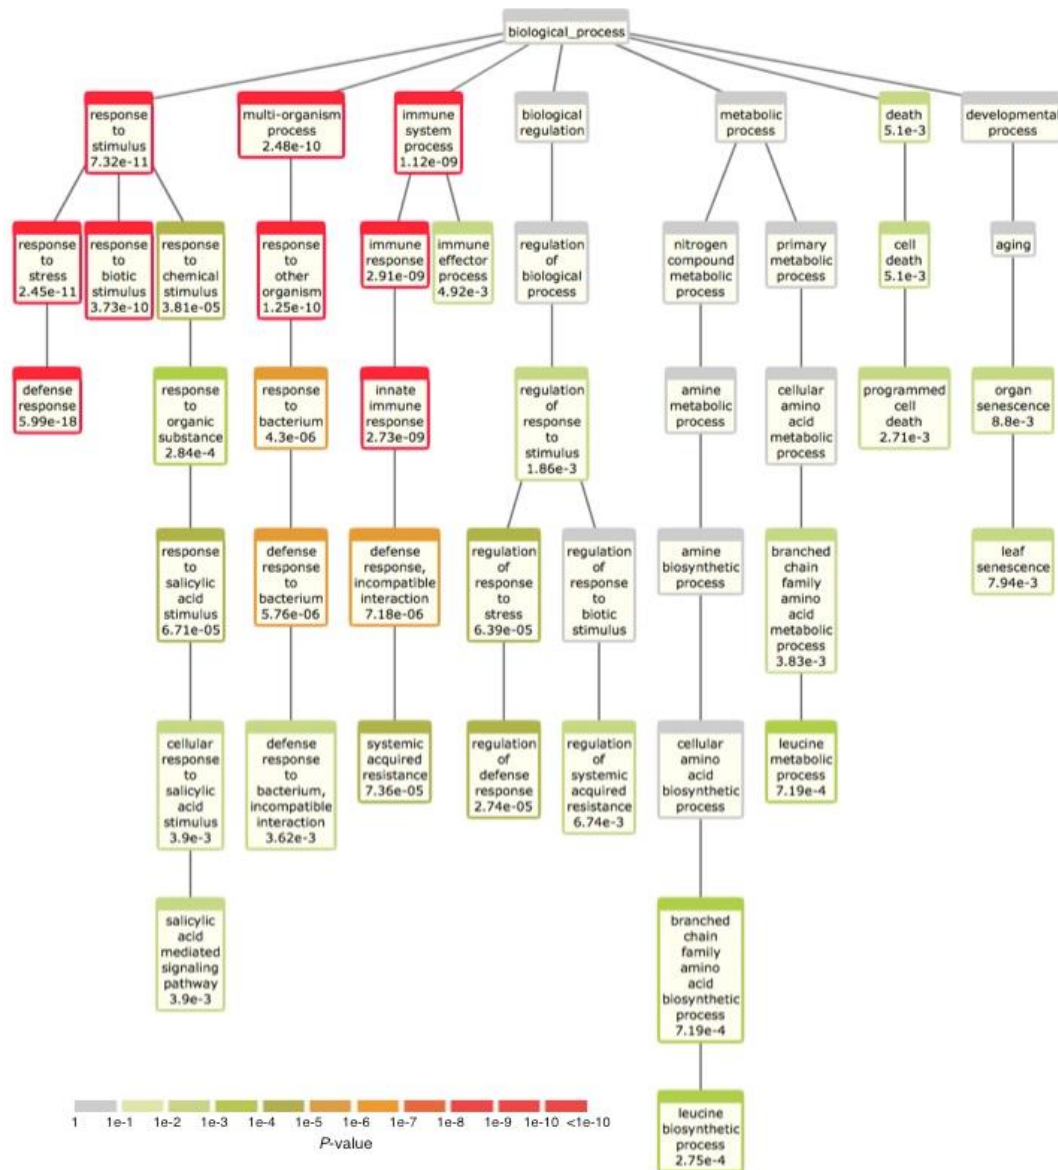 biological_process
response
to
stimulus
7.32e-11
multi-organism
process
2.48e-10
immune
system
process
1.12e-09
biological
regulation
metabolic
process
death
5.1e-3
developmental
process
response
to
stress
2.45e-11
response
to
biotic
stimulus
3.73e-10
response
to
chemical
stimulus
3.81e-05
response
to
other
organism
1.25e-10
immune
response
2.91e-09
immune
effector
process
4.92e-3
regulation
of
biological
process
nitrogen
compound
metabolic
process
primary
metabolic
process
cell
death
5.1e-3
aging
defense
response
5.99e-18
response
to
organic
substance
2.84e-4
response
to
bacterium
4.3e-06
innate
immune
response
2.73e-09
regulation
of
response
to
stimulus
1.86e-3
amine
metabolic
process
cellular
amino
acid
metabolic
process
programmed
cell
death
2.71e-3
organ
senescence
8.8e-3
response
to
salicylic
acid
stimulus
6.71e-05
defense
response
to
bacterium
5.76e-06
defense
response,
incompatible
interaction
7.18e-06
regulation
of
response
to
stress
6.39e-05
regulation
of
response
to
biotic
stimulus
amine
biosynthetic
process
branched
chain
family
amino
acid
metabolic
process
3.83e-3
leaf
senescence
7.94e-3
cellular
response
to
salicylic
acid
stimulus
3.9e-3
defense
response
to
bacterium,
incompatible
interaction
3.62e-3
systemic
acquired
resistance
7.36e-05
regulation
of
defense
response
2.74e-05
regulation
of
systemic
acquired
resistance
6.74e-3
cellular
amino
acid
biosynthetic
process
leucine
metabolic
process
7.19e-4
salicylic
acid
mediated
signaling
pathway
3.9e-3
branched
chain
family
amino
acid
biosynthetic
process
7.19e-4
leucine
biosynthetic
process
2.75e-4
1 1e-1 1e-2 1e-3 1e-4 1e-5 1e-6 1e-7 1e-8 1e-9 1e-10 <1e-10
P-value